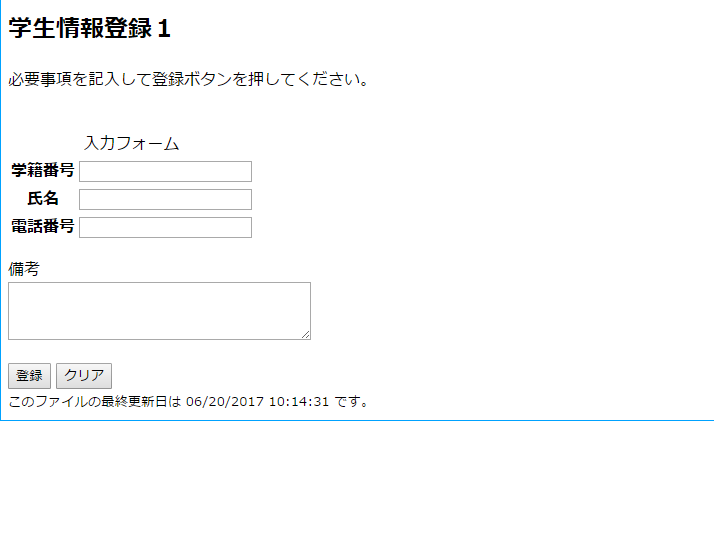 学生情報登録１
必要事項を記入して登録ボタンを押してください。
入力フォーム
学籍番号
氏名
電話番号
備考
登録 クリア
このファイルの最終更新日は 06/20/2017 10:14:31 です。